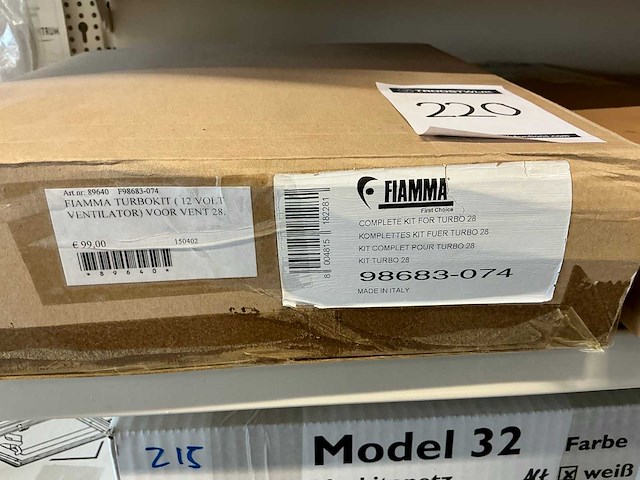 TROOSTWIJK
220
Art.nr: 89640 F98683-074
FIAMMA TURBOKIT ( 12 VOLT
VENTILATOR) VOOR VENT 28.
€ 99,00 150402
*89640*
FIAMMA
First Choice
8 004815 182281
COMPLETE KIT FOR TURBO 28
KOMPLETTES KIT FUER TURBO 28
KIT COMPLET POUR TURBO 28
KIT TURBO 28
98683-074
MADE IN ITALY
215
Model 32
Farbe
weiß